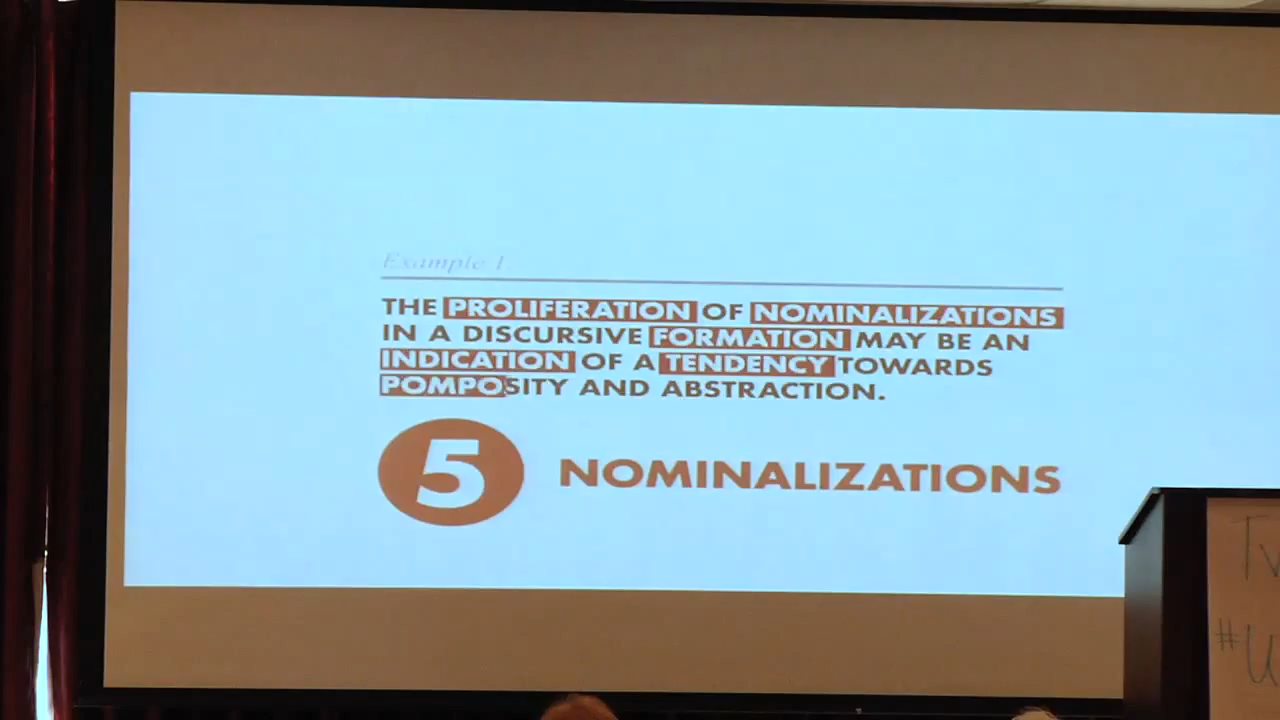 Example 1
THE PROLIFERATION OF NOMINALIZATIONS
IN A DISCURSIVE FORMATION MAY BE AN
INDICATION OF A TENDENCY TOWARDS
POMPOSITY AND ABSTRACTION.
5 NOMINALIZATIONS